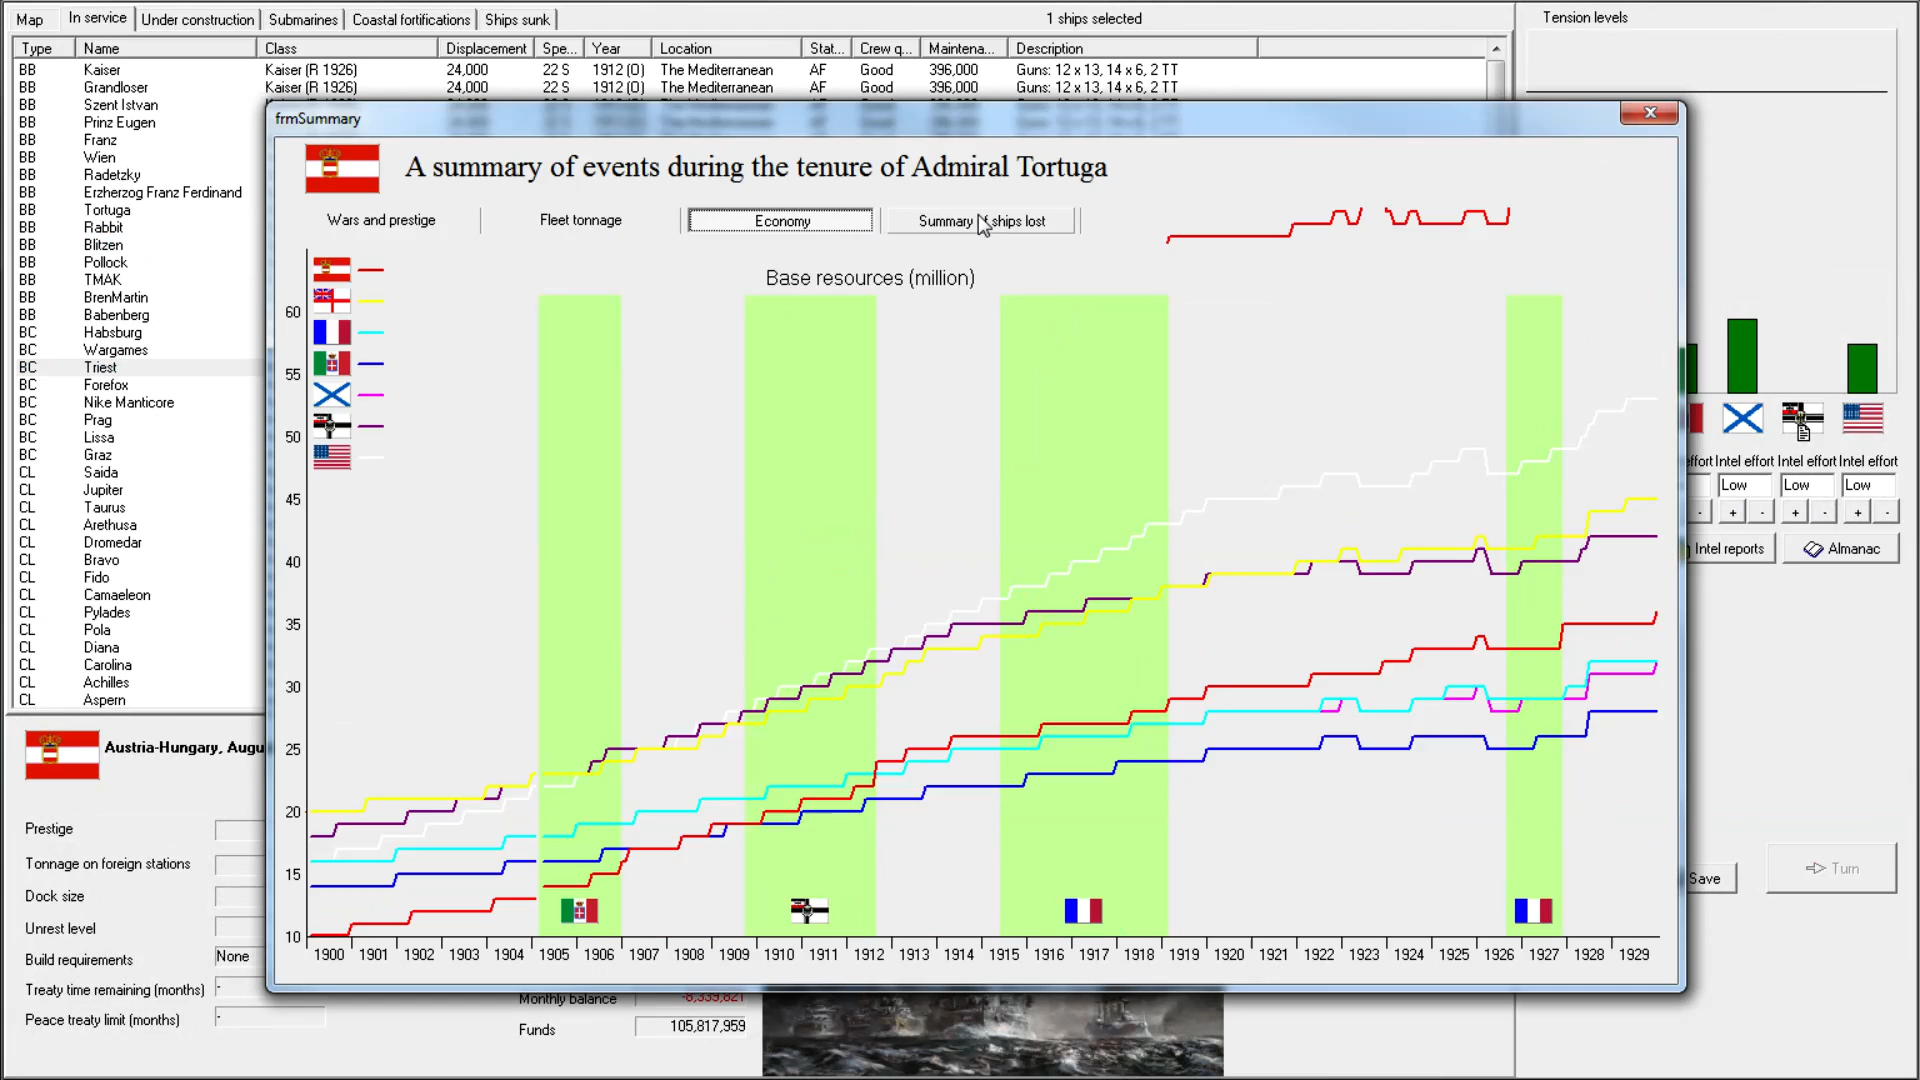 Map In service Under construction Submarines Coastal fortifications Ships sunk 1 ships selected Tension levels
Type Name Class Displacement Spe... Year Location Stat... Crew q... Maintena... Description
BB Kaiser Kaiser (R 1926) 24,000 22 S 1912 (O) The Mediterranean AF Good 396,000 Guns: 12 x 13, 14 x 6, 2 TT
BB Grandloser Kaiser (R 1926) 24,000 22 S 1912 (O) The Mediterranean AF Good 396,000 Guns: 12 x 13, 14 x 6, 2 TT
BB Szent Istvan
BB Prinz Eugen
BB Franz
BB Wien
BB Radetzky
BB Erzherzog Franz Ferdinand
BB Tortuga
BB Rabbit
BB Blitzen
BB Pollock
BB TMAK
BB BrenMartin
BB Babenberg
BC Habsburg
BC Wargames
BC Triest
BC Forefox
BC Nike Manticore
BC Prag
BC Lissa
BC Graz
CL Saida
CL Jupiter
CL Taurus
CL Arethusa
CL Dromedar
CL Bravo
CL Fido
CL Camaeleon
CL Pylades
CL Pola
CL Diana
CL Carolina
CL Achilles
CL Aspern
frmSummary
A summary of events during the tenure of Admiral Tortuga
Wars and prestige Fleet tonnage Economy Summary of ships lost
Base resources (million)
60
55
50
45
40
35
30
25
20
15
10
1900 1901 1902 1903 1904 1905 1906 1907 1908 1909 1910 1911 1912 1913 1914 1915 1916 1917 1918 1919 1920 1921 1922 1923 1924 1925 1926 1927 1928 1929
effort Intel effort Intel effort Intel effort
Low Low Low
- + - + - + -
Intel reports Almanac
Austria-Hungary, Augu
Prestige
Tonnage on foreign stations
Dock size
Unrest level
Build requirements None
Treaty time remaining (months) -
Peace treaty limit (months) -
Monthly balance -8,339,821
Funds 105,817,959
Save Turn